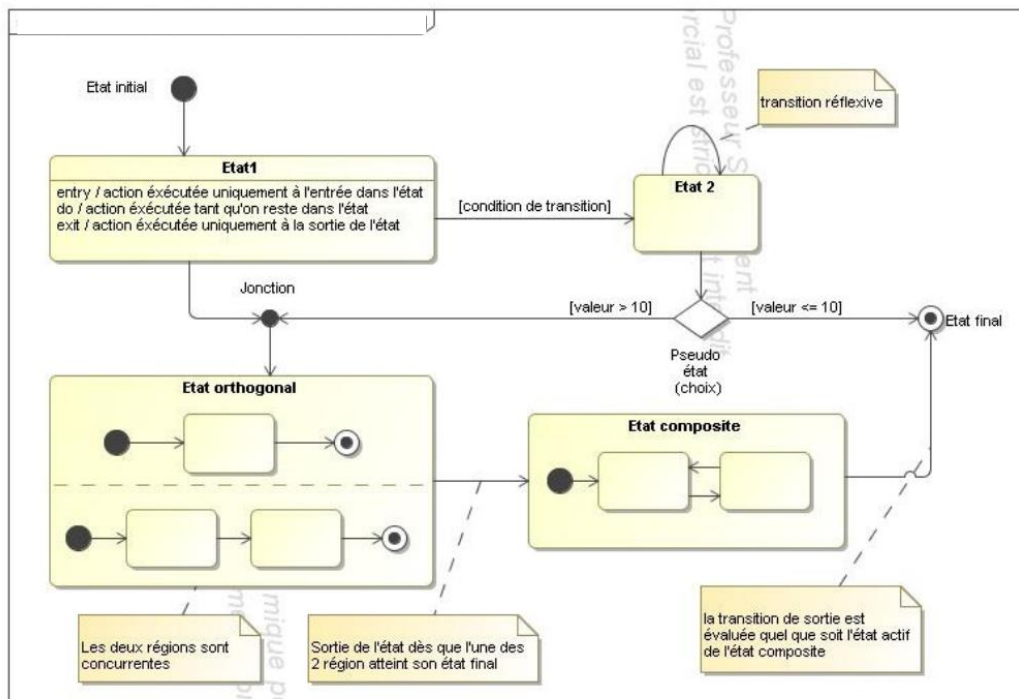 Etat initial
transition réflexive
Etat1
entry / action éxécutée uniquement à l'entrée dans l'état
do / action éxécutée tant qu'on reste dans l'état
exit / action éxécutée uniquement à la sortie de l'état
[condition de transition]
Etat 2
Jonction
[valeur > 10]
[valeur <= 10]
Etat final
Pseudo
état
(choix)
Etat orthogonal
Etat composite
Les deux régions sont
concurrentes
Sortie de l'état dès que l'une des
2 région atteint son état final
la transition de sortie est
évaluée quel que soit l'état actif
de l'état composite
Professeur
rcial est stric